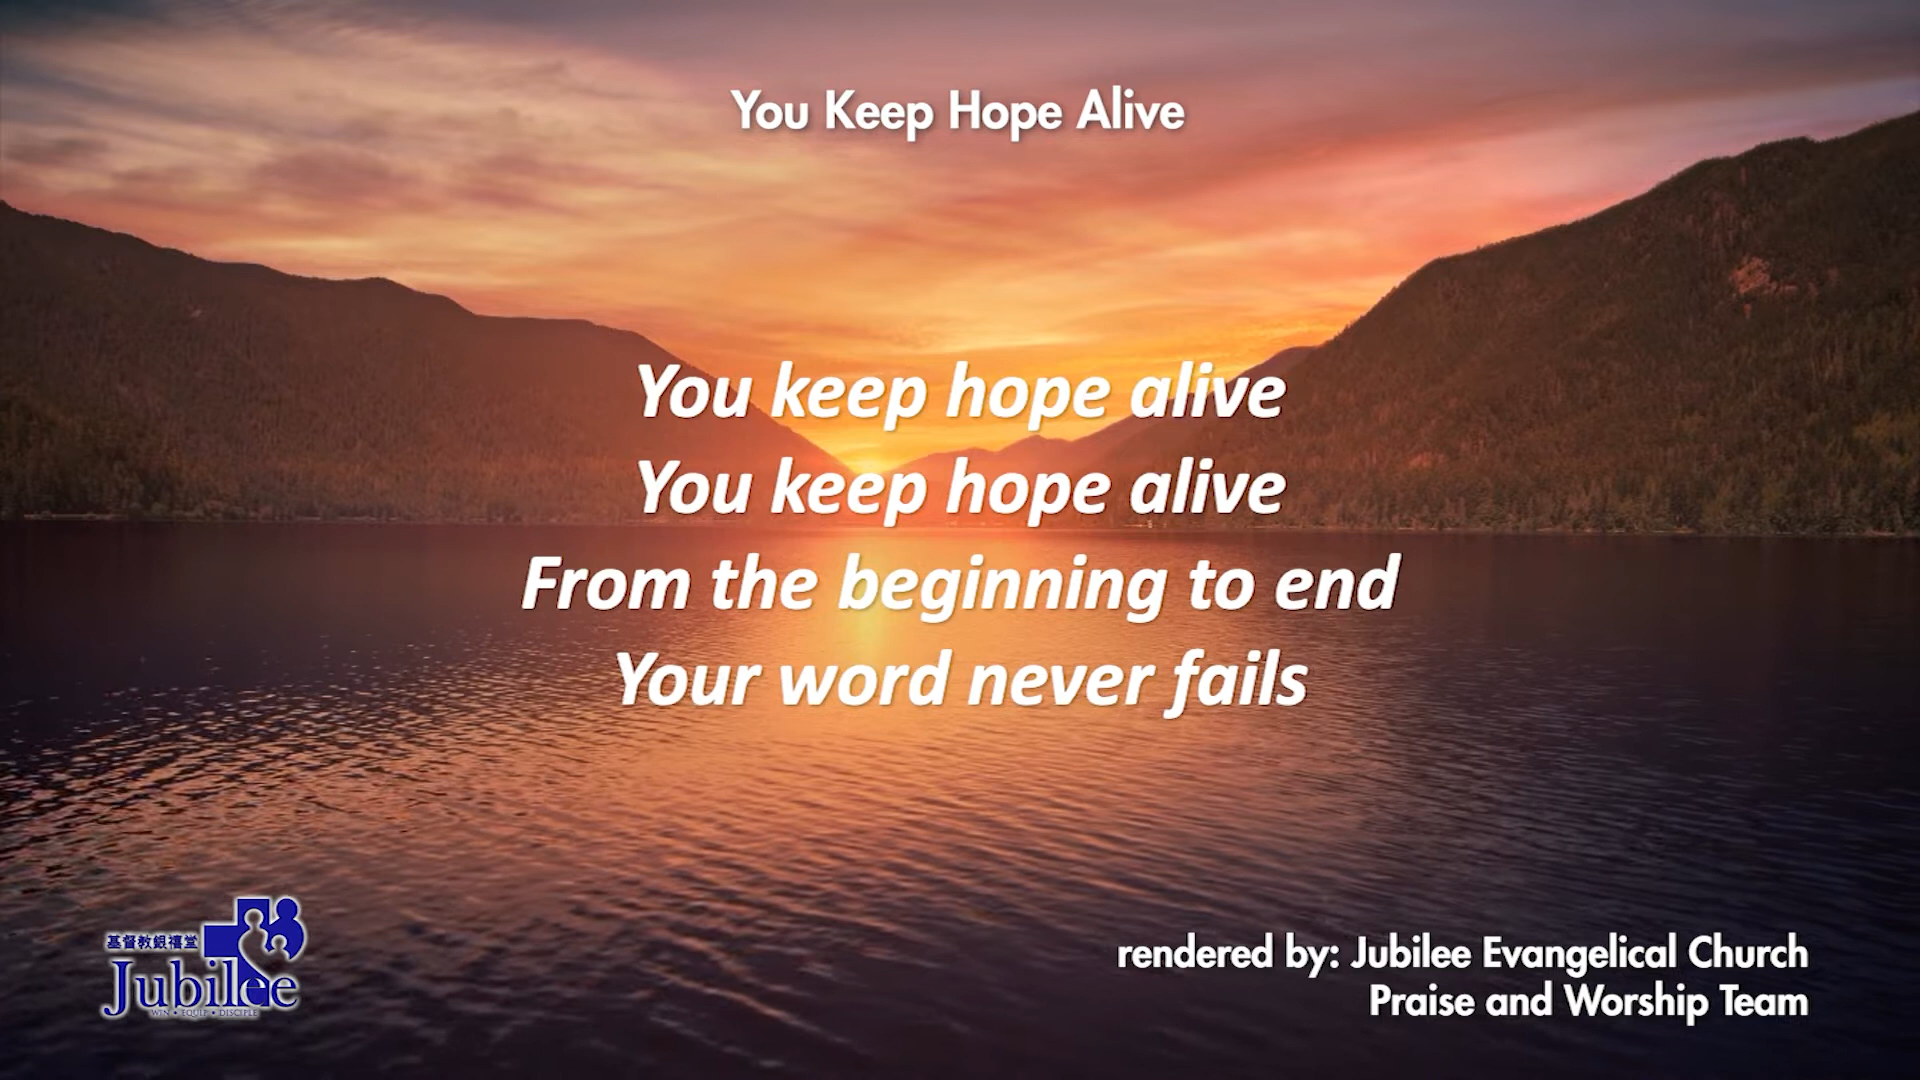 You Keep Hope Alive
You keep hope alive
You keep hope alive
From the beginning to end
Your word never fails
基督教銀禧堂
Jubilee
WIN • EQUIP • DISCIPLE
rendered by: Jubilee Evangelical Church
Praise and Worship Team